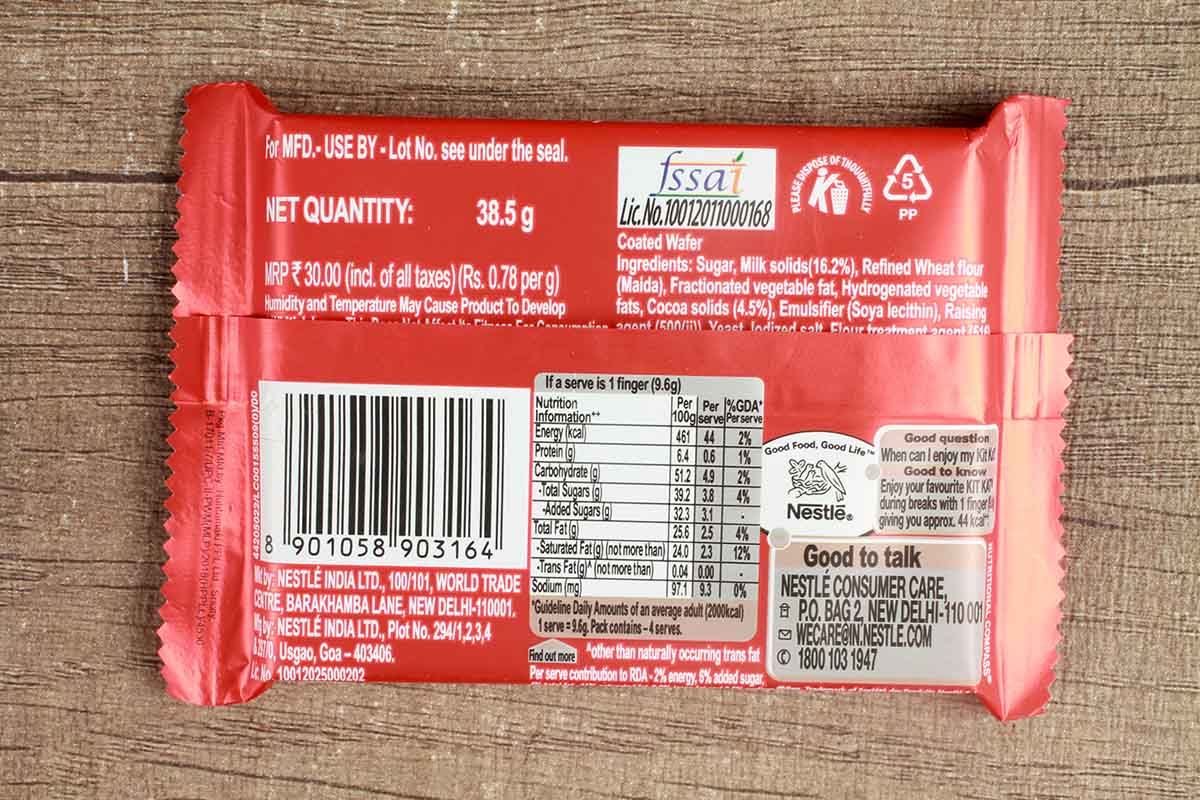 For MFD.- USE BY - Lot No. see under the seal.
NET QUANTITY: 38.5 g
MRP ₹ 30.00 (incl. of all taxes) (Rs. 0.78 per g)
Humidity and Temperature May Cause Product To Develop
fssai
Lic. No. 10012011000168
PLEASE DISPOSE OF THOUGHTFULLY
5
PP
Coated Wafer
Ingredients: Sugar, Milk solids(16.2%), Refined Wheat flour
(Maida), Fractionated vegetable fat, Hydrogenated vegetable
fats, Cocoa solids (4.5%), Emulsifier (Soya lecithin), Raising
agent (500(ii)), Yeast, Iodized salt, Flour treatment agent (516
8 901058 903164
Mkt by: NESTLÉ INDIA LTD., 100/101, WORLD TRADE
CENTRE, BARAKHAMBA LANE, NEW DELHI-110001.
Mfg by: NESTLÉ INDIA LTD., Plot No. 294/1,2,3,4
Usgao, Goa – 403406.
Lic No. 10012025000202
If a serve is 1 finger (9.6g)
Nutrition Information** Per 100g Per serve %GDA* Per serve
Energy (kcal) 461 44 2%
Protein (g) 6.4 0.6 1%
Carbohydrate (g) 51.2 4.9 2%
-Total Sugars (g) 39.2 3.8 4%
-Added Sugars (g) 32.3 3.1 -
Total Fat (g) 25.6 2.5 4%
-Saturated Fat (g) (not more than) 24.0 2.3 12%
-Trans Fat(g)^ (not more than) 0.04 0.00 -
Sodium (mg) 97.1 9.3 0%
*Guideline Daily Amounts of an average adult (2000kcal)
1 serve = 9.6g. Pack contains – 4 serves.
Find out more
^other than naturally occurring trans fat
Per serve contribution to RDA - 2% energy, 6% added sugar,
Good Food, Good Life™
Nestlé®
Good question
When can I enjoy my Kit Kat
Good to know
Enjoy your favourite KIT KAT
during breaks with 1 finger
giving you approx. 44 kcal**.
Good to talk
NESTLÉ CONSUMER CARE,
P.O. BAG 2, NEW DELHI-110 001
WECARE@IN.NESTLE.COM
1800 103 1947
NUTRITIONAL COMPASS®